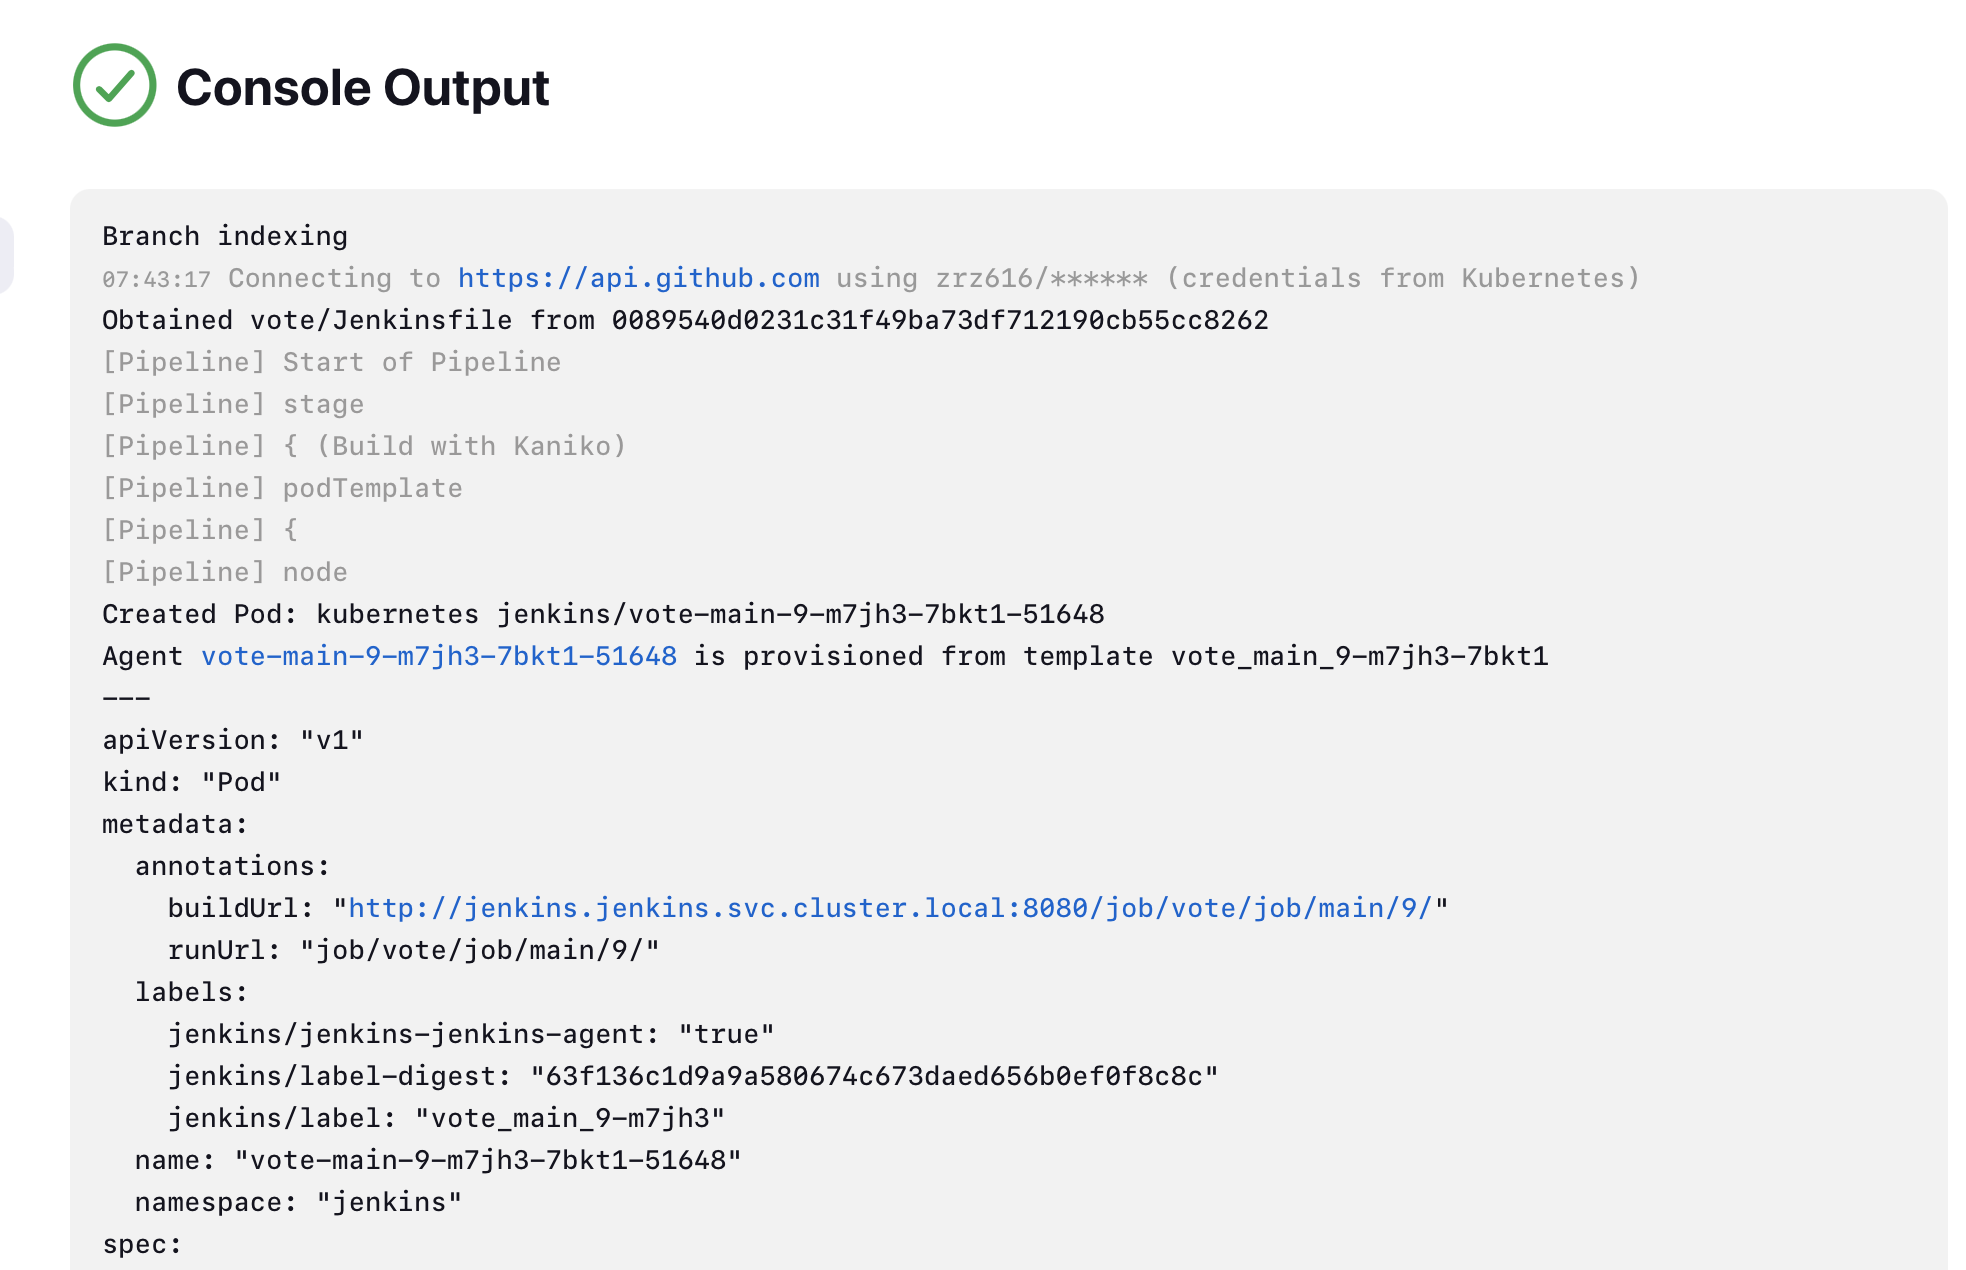 Console Output
Branch indexing
07:43:17 Connecting to https://api.github.com using zrz616/****** (credentials from Kubernetes)
Obtained vote/Jenkinsfile from 0089540d0231c31f49ba73df712190cb55cc8262
[Pipeline] Start of Pipeline
[Pipeline] stage
[Pipeline] { (Build with Kaniko)
[Pipeline] podTemplate
[Pipeline] {
[Pipeline] node
Created Pod: kubernetes jenkins/vote-main-9-m7jh3-7bkt1-51648
Agent vote-main-9-m7jh3-7bkt1-51648 is provisioned from template vote_main_9-m7jh3-7bkt1
---
apiVersion: "v1"
kind: "Pod"
metadata:
  annotations:
    buildUrl: "http://jenkins.jenkins.svc.cluster.local:8080/job/vote/job/main/9/"
    runUrl: "job/vote/job/main/9/"
  labels:
    jenkins/jenkins-jenkins-agent: "true"
    jenkins/label-digest: "63f136c1d9a9a580674c673daed656b0ef0f8c8c"
    jenkins/label: "vote_main_9-m7jh3"
  name: "vote-main-9-m7jh3-7bkt1-51648"
  namespace: "jenkins"
spec: